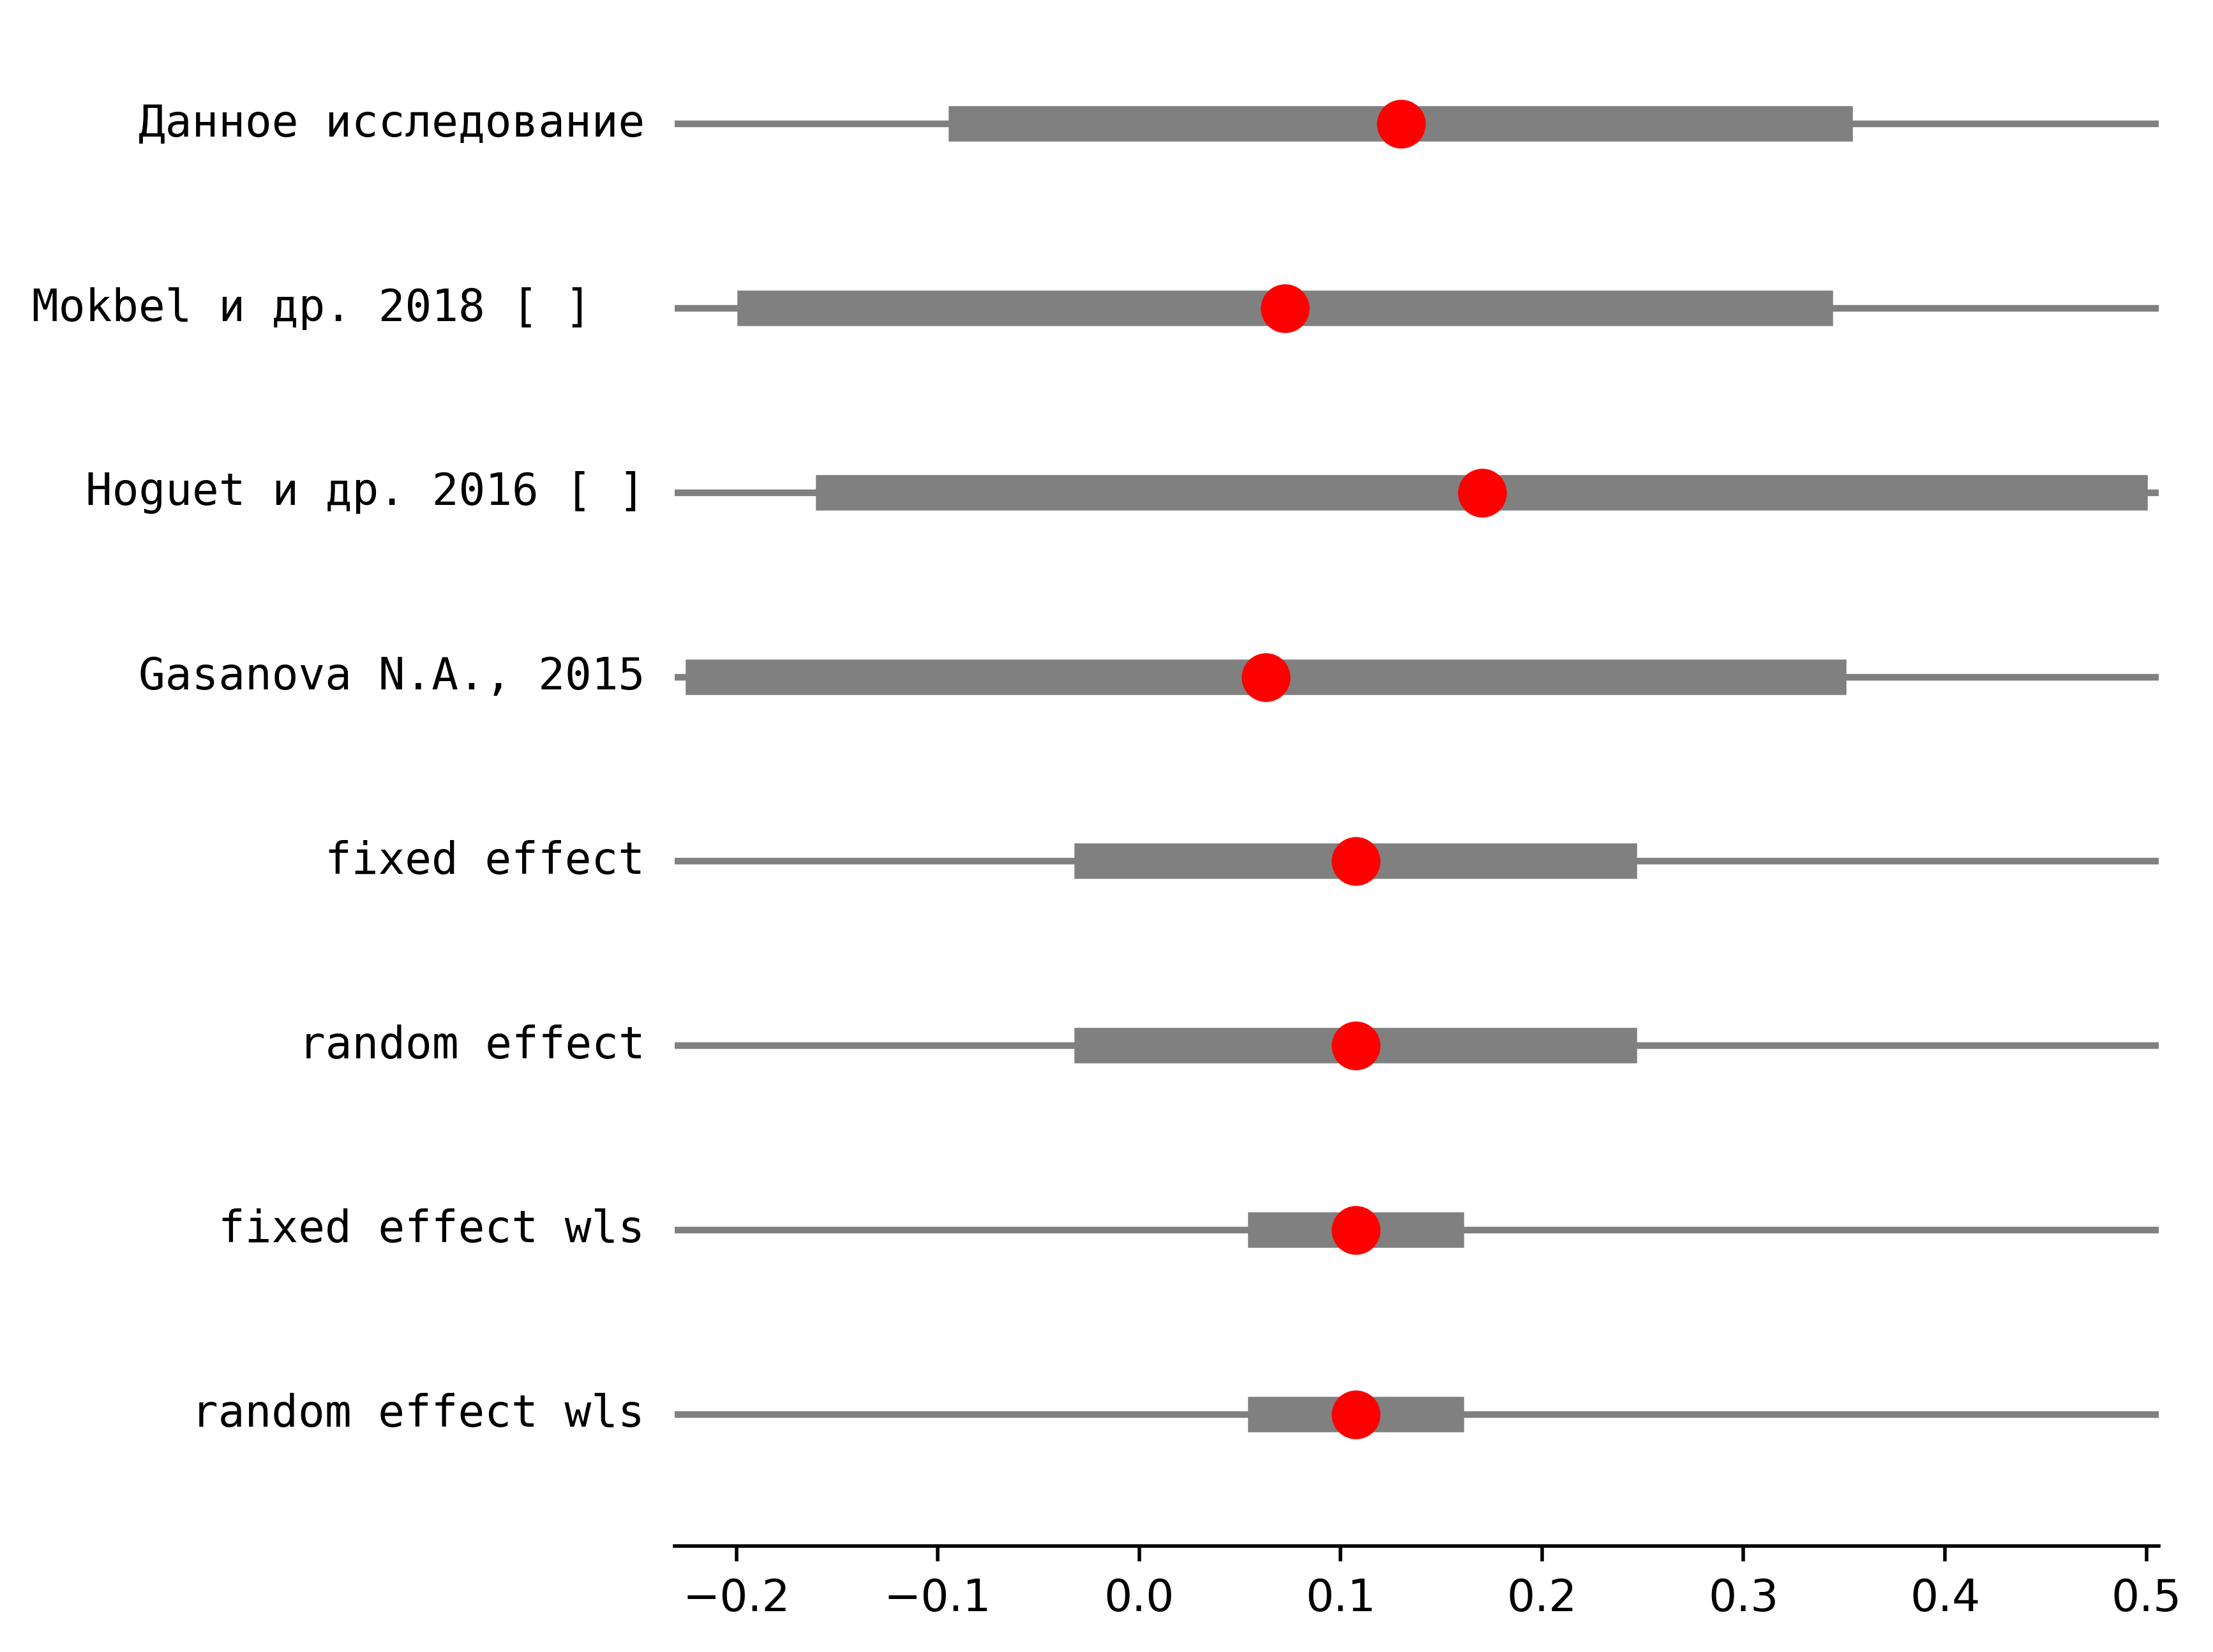 Данное исследование
Mokbel и др. 2018 [ ]
Hoguet и др. 2016 [ ]
Gasanova N.A., 2015
fixed effect
random effect
fixed effect wls
random effect wls
−0.2 −0.1 0.0 0.1 0.2 0.3 0.4 0.5